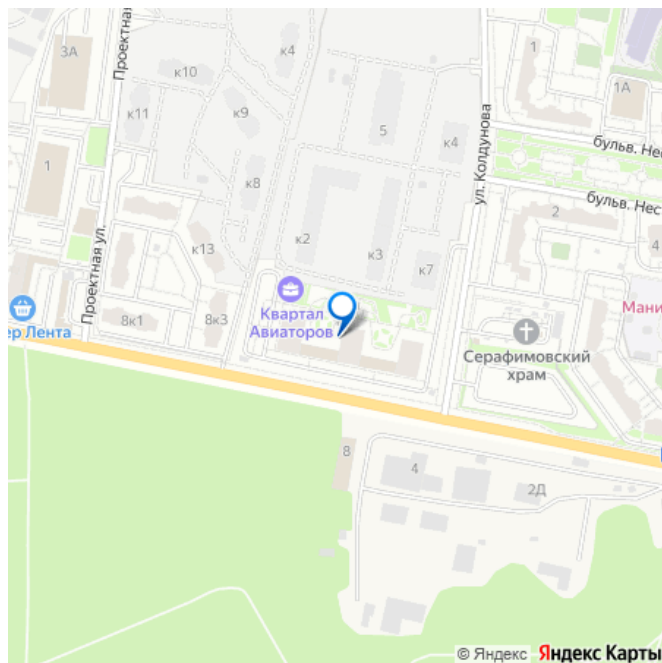 3А
Проектная
к4
к10
1
1А
к11
к9
5
к4
ул. Колдунова
бульв. Нес
1
к8
бульв. Нес
Проектная ул.
2
4
к13
к2
к3
к7
Квартал
Авиаторов
Мани
ер Лента
8к1
8к3
Серафимовский
храм
8
4
2Д
© Яндекс
Яндекс Карты